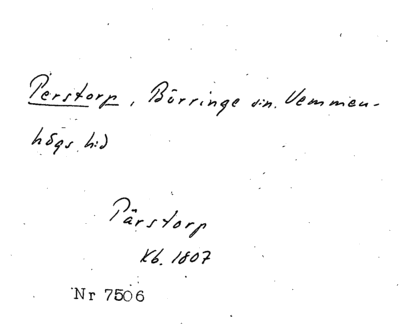 Perstorp, Börringe sn. Vemmen-
högs hd
Pärstorp
Kb. 1807
Nr 7506